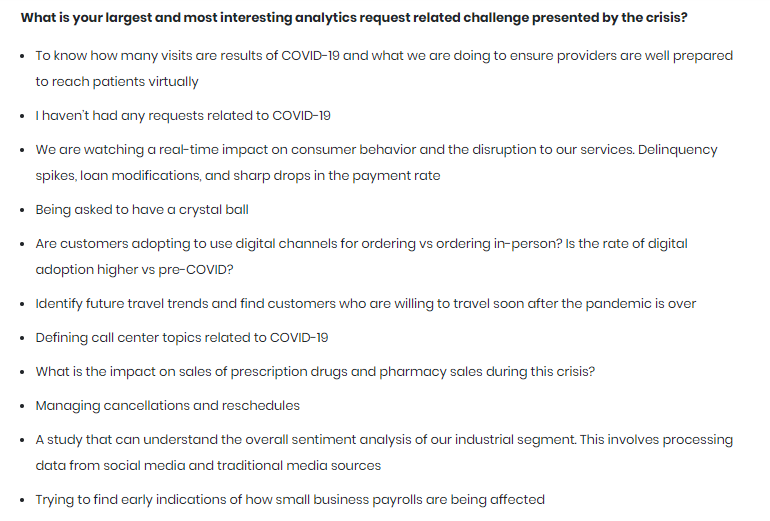 What is your largest and most interesting analytics request related challenge presented by the crisis?
• To know how many visits are results of COVID-19 and what we are doing to ensure providers are well prepared
to reach patients virtually
• I haven't had any requests related to COVID-19
• We are watching a real-time impact on consumer behavior and the disruption to our services. Delinquency
spikes, loan modifications, and sharp drops in the payment rate
• Being asked to have a crystal ball
• Are customers adopting to use digital channels for ordering vs ordering in-person? Is the rate of digital
adoption higher vs pre-COVID?
• Identify future travel trends and find customers who are willing to travel soon after the pandemic is over
• Defining call center topics related to COVID-19
• What is the impact on sales of prescription drugs and pharmacy sales during this crisis?
• Managing cancellations and reschedules
• A study that can understand the overall sentiment analysis of our industrial segment. This involves processing
data from social media and traditional media sources
• Trying to find early indications of how small business payrolls are being affected